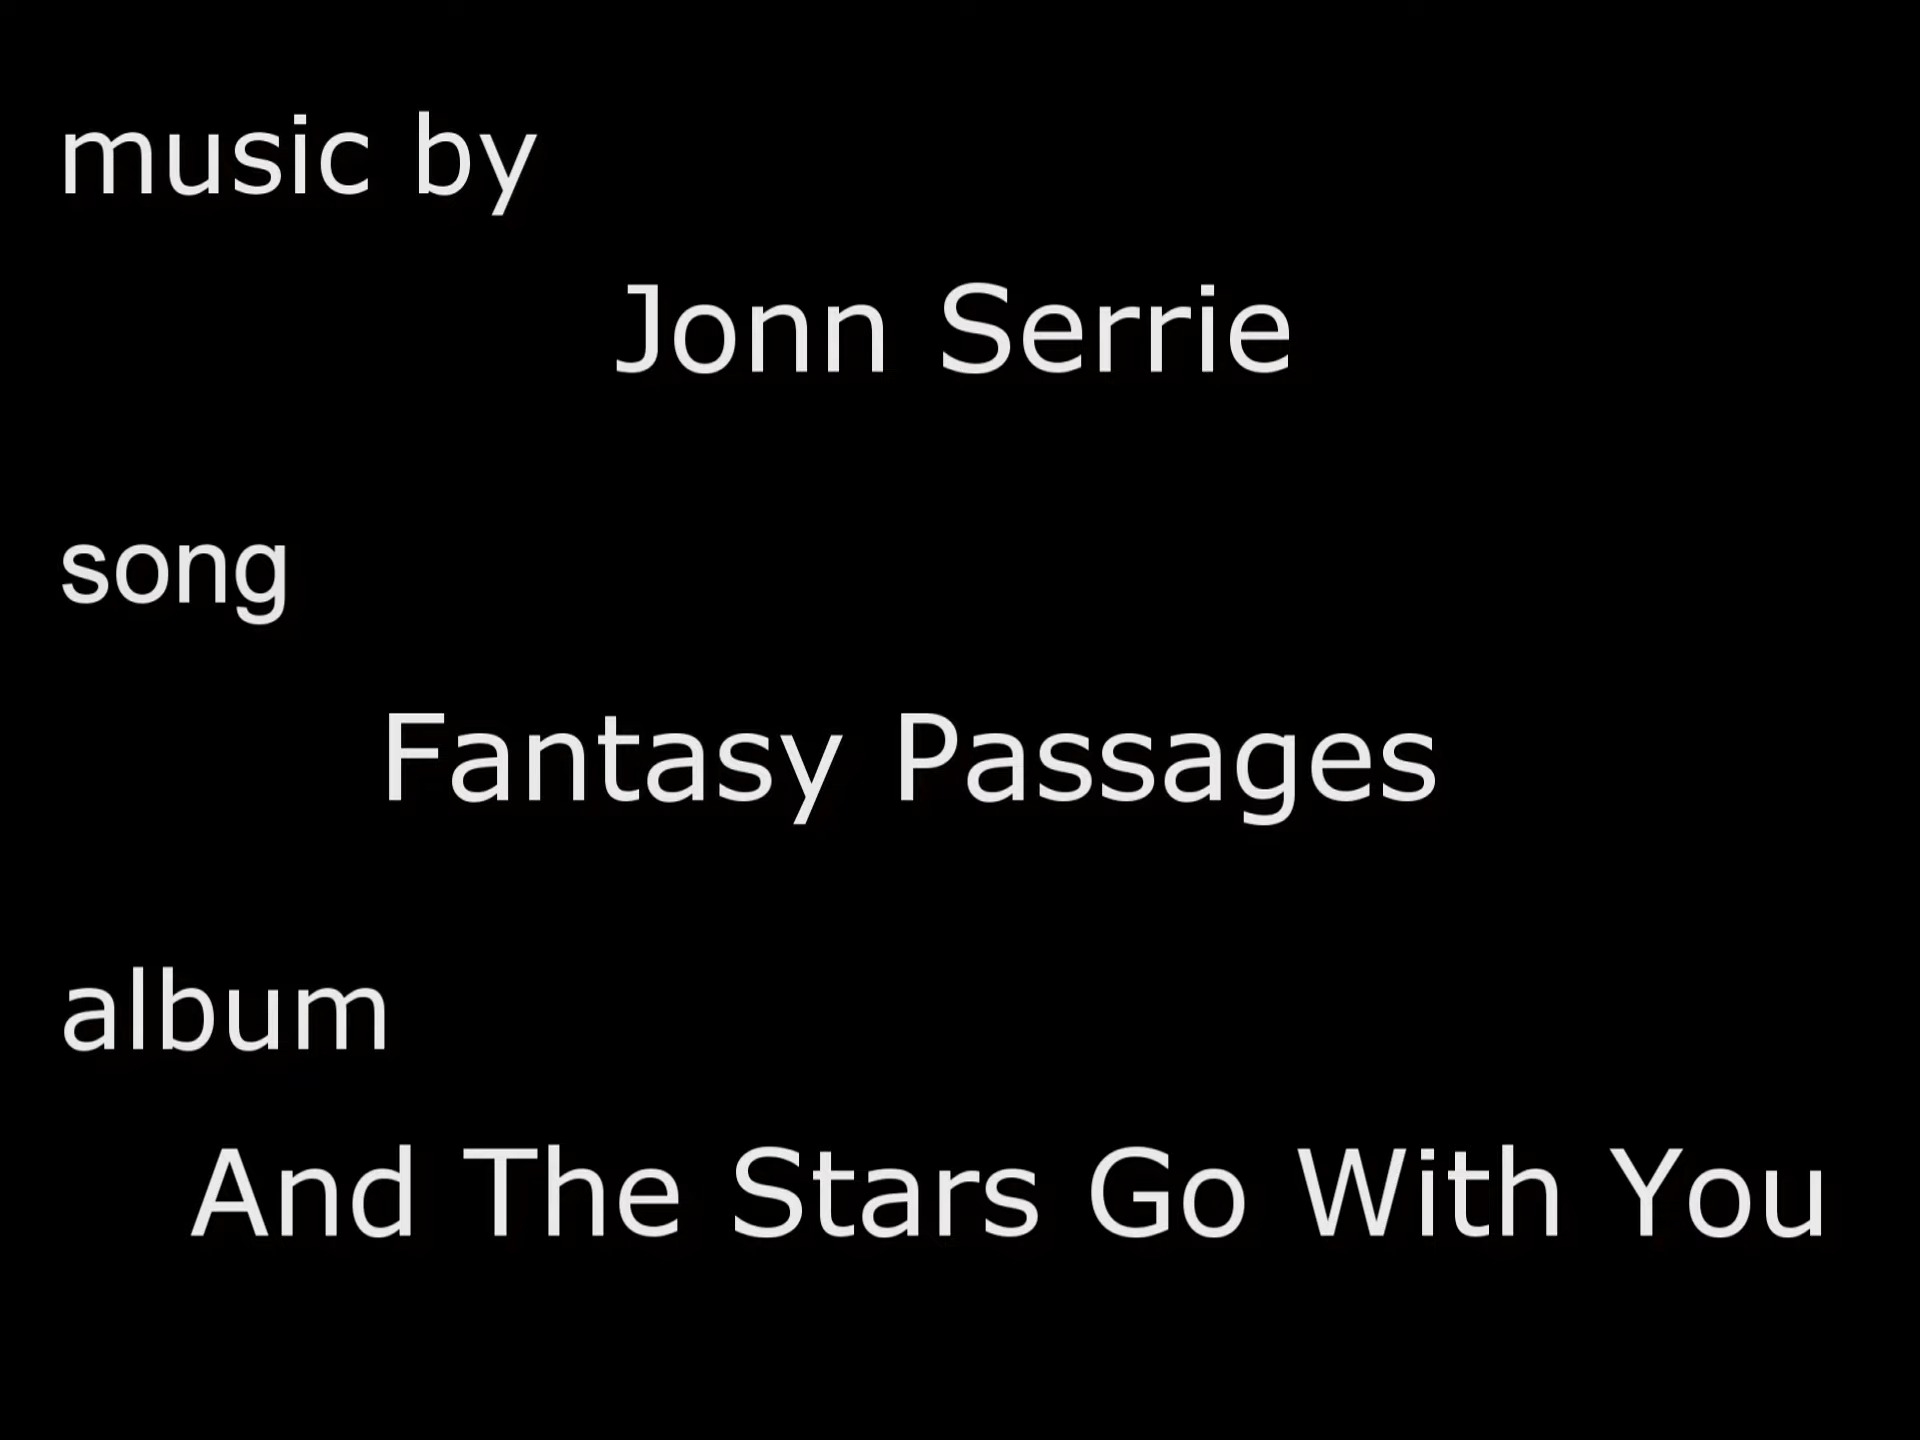 music by
Jonn Serrie
song
Fantasy Passages
album
And The Stars Go With You